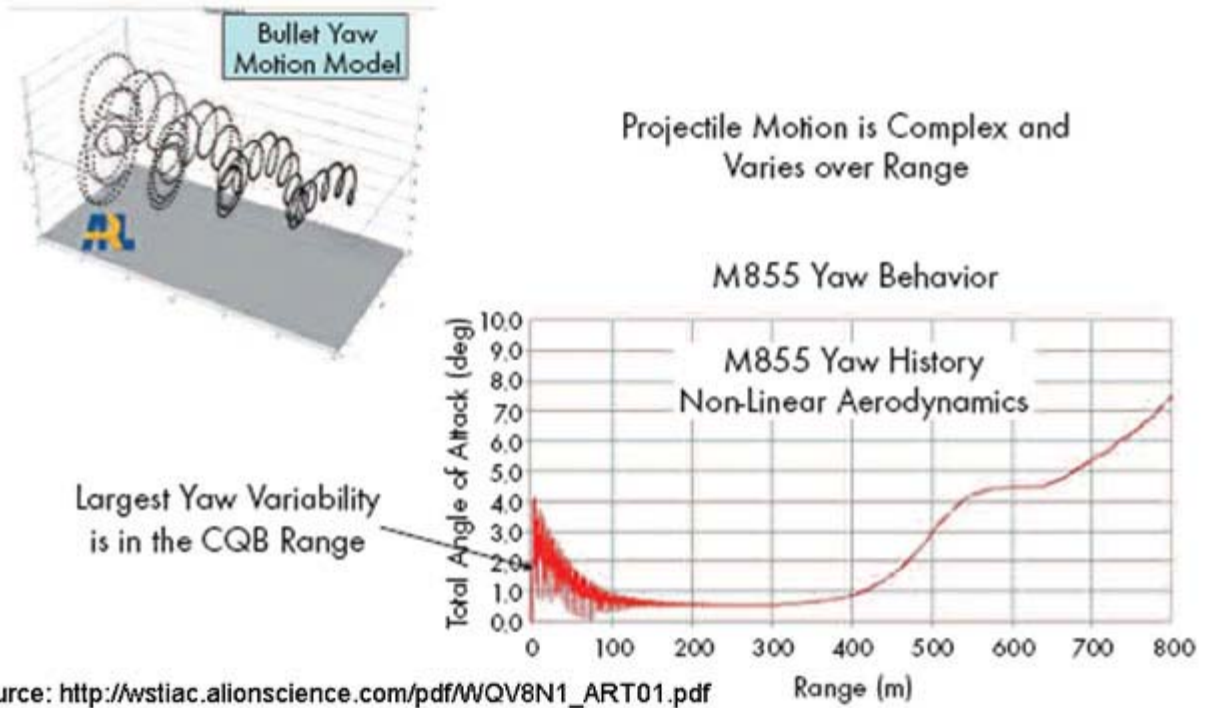 Bullet Yaw
Motion Model
ARL
Projectile Motion is Complex and
Varies over Range
M855 Yaw Behavior
M855 Yaw History
Non-Linear Aerodynamics
Largest Yaw Variability
is in the CQB Range
Total Angle of Attack (deg)
10.0
9.0
8.0
7.0
6.0
5.0
4.0
3.0
2.0
1.0
0.0
0 100 200 300 400 500 600 700 800
Range (m)
urce: http://wstiac.alionscience.com/pdf/WQV8N1_ART01.pdf